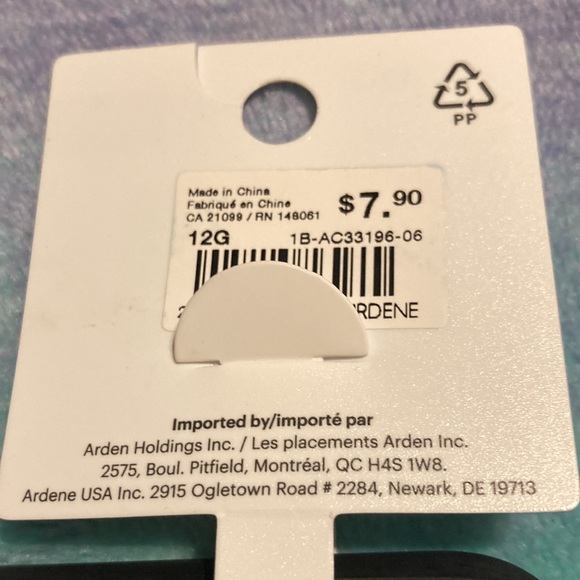 5
PP
Made in China
Fabriqué en Chine
CA 21099 / RN 148061
$7.90
12G 1B-AC33196-06
RDENE
Imported by/importé par
Arden Holdings Inc. / Les placements Arden Inc.
2575, Boul. Pitfield, Montréal, QC H4S 1W8.
Ardene USA Inc. 2915 Ogletown Road # 2284, Newark, DE 19713